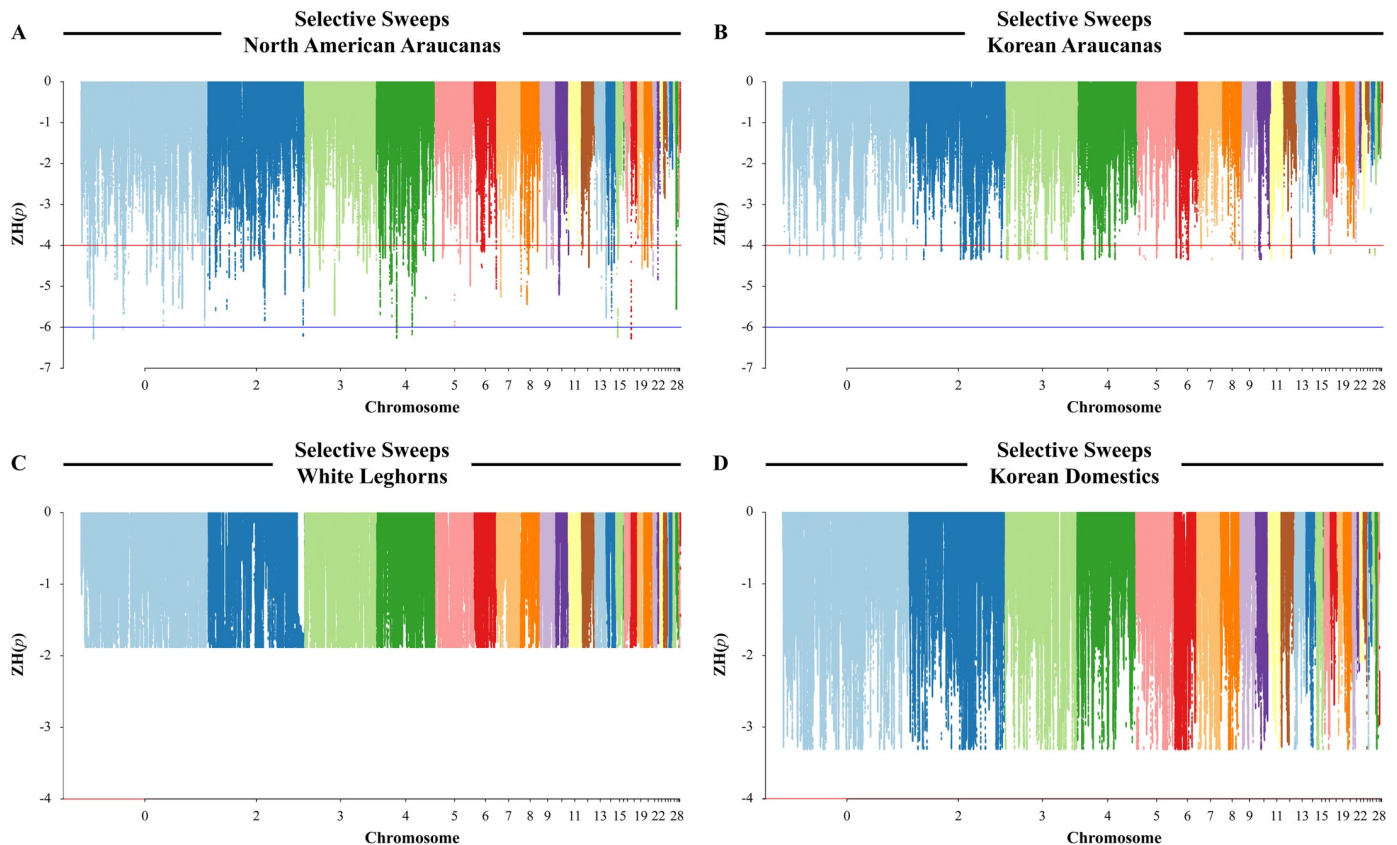 A
Selective Sweeps
North American Araucanas
0
-1
-2
-3
-4
-5
-6
-7
ZH(p)
0 2 3 4 5 6 7 8 9 11 13 15 19 22 28
Chromosome
B
Selective Sweeps
Korean Araucanas
0
-1
-2
-3
-4
-5
-6
-7
ZH(p)
0 2 3 4 5 6 7 8 9 11 13 15 19 22 28
Chromosome
C
Selective Sweeps
White Leghorns
0
-1
-2
-3
-4
ZH(p)
0 2 3 4 5 6 7 8 9 11 13 15 19 22 28
Chromosome
D
Selective Sweeps
Korean Domestics
0
-1
-2
-3
-4
ZH(p)
0 2 3 4 5 6 7 8 9 11 13 15 19 22 28
Chromosome